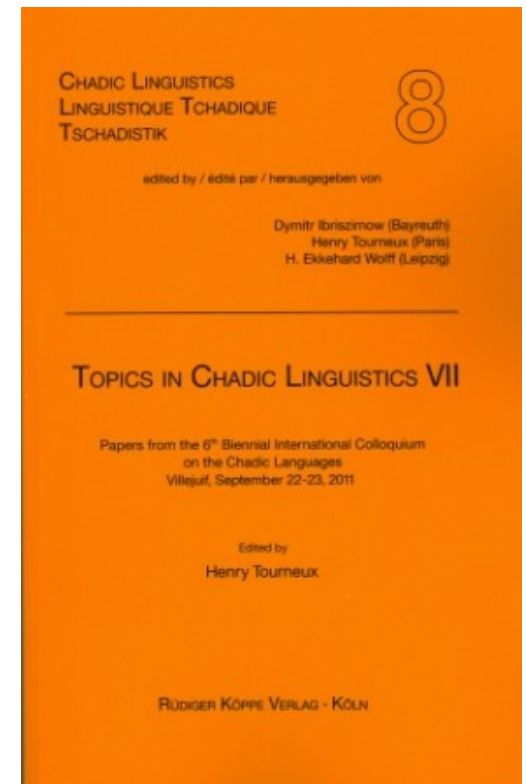 CHADIC LINGUISTICS
LINGUISTIQUE TCHADIQUE
TSCHADISTIK
8
edited by / édité par / herausgegeben von
Dymitr Ibriszimow (Bayreuth)
Henry Tourneux (Paris)
H. Ekkehard Wolff (Leipzig)
TOPICS IN CHADIC LINGUISTICS VII
Papers from the 6th Biennial International Colloquium
on the Chadic Languages
Villejuif, September 22-23, 2011
Edited by
Henry Tourneux
RÜDIGER KÖPPE VERLAG · KÖLN